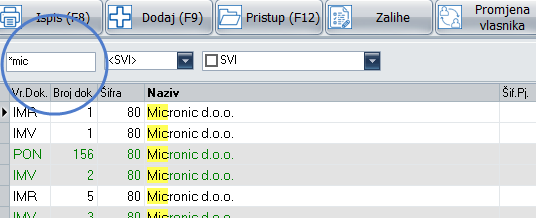 Ispis (F8) Dodaj (F9) Pristup (F12) Zalihe Promjena vlasnika
*mic <SVI> SVI
Vr.Dok. Broj dok. Šifra Naziv Šif.Pj.
IMR 1 80 Micronic d.o.o.
IMV 1 80 Micronic d.o.o.
PON 156 80 Micronic d.o.o.
IMV 2 80 Micronic d.o.o.
IMR 5 80 Micronic d.o.o.
IMV 3 80 Micronic d.o.o.